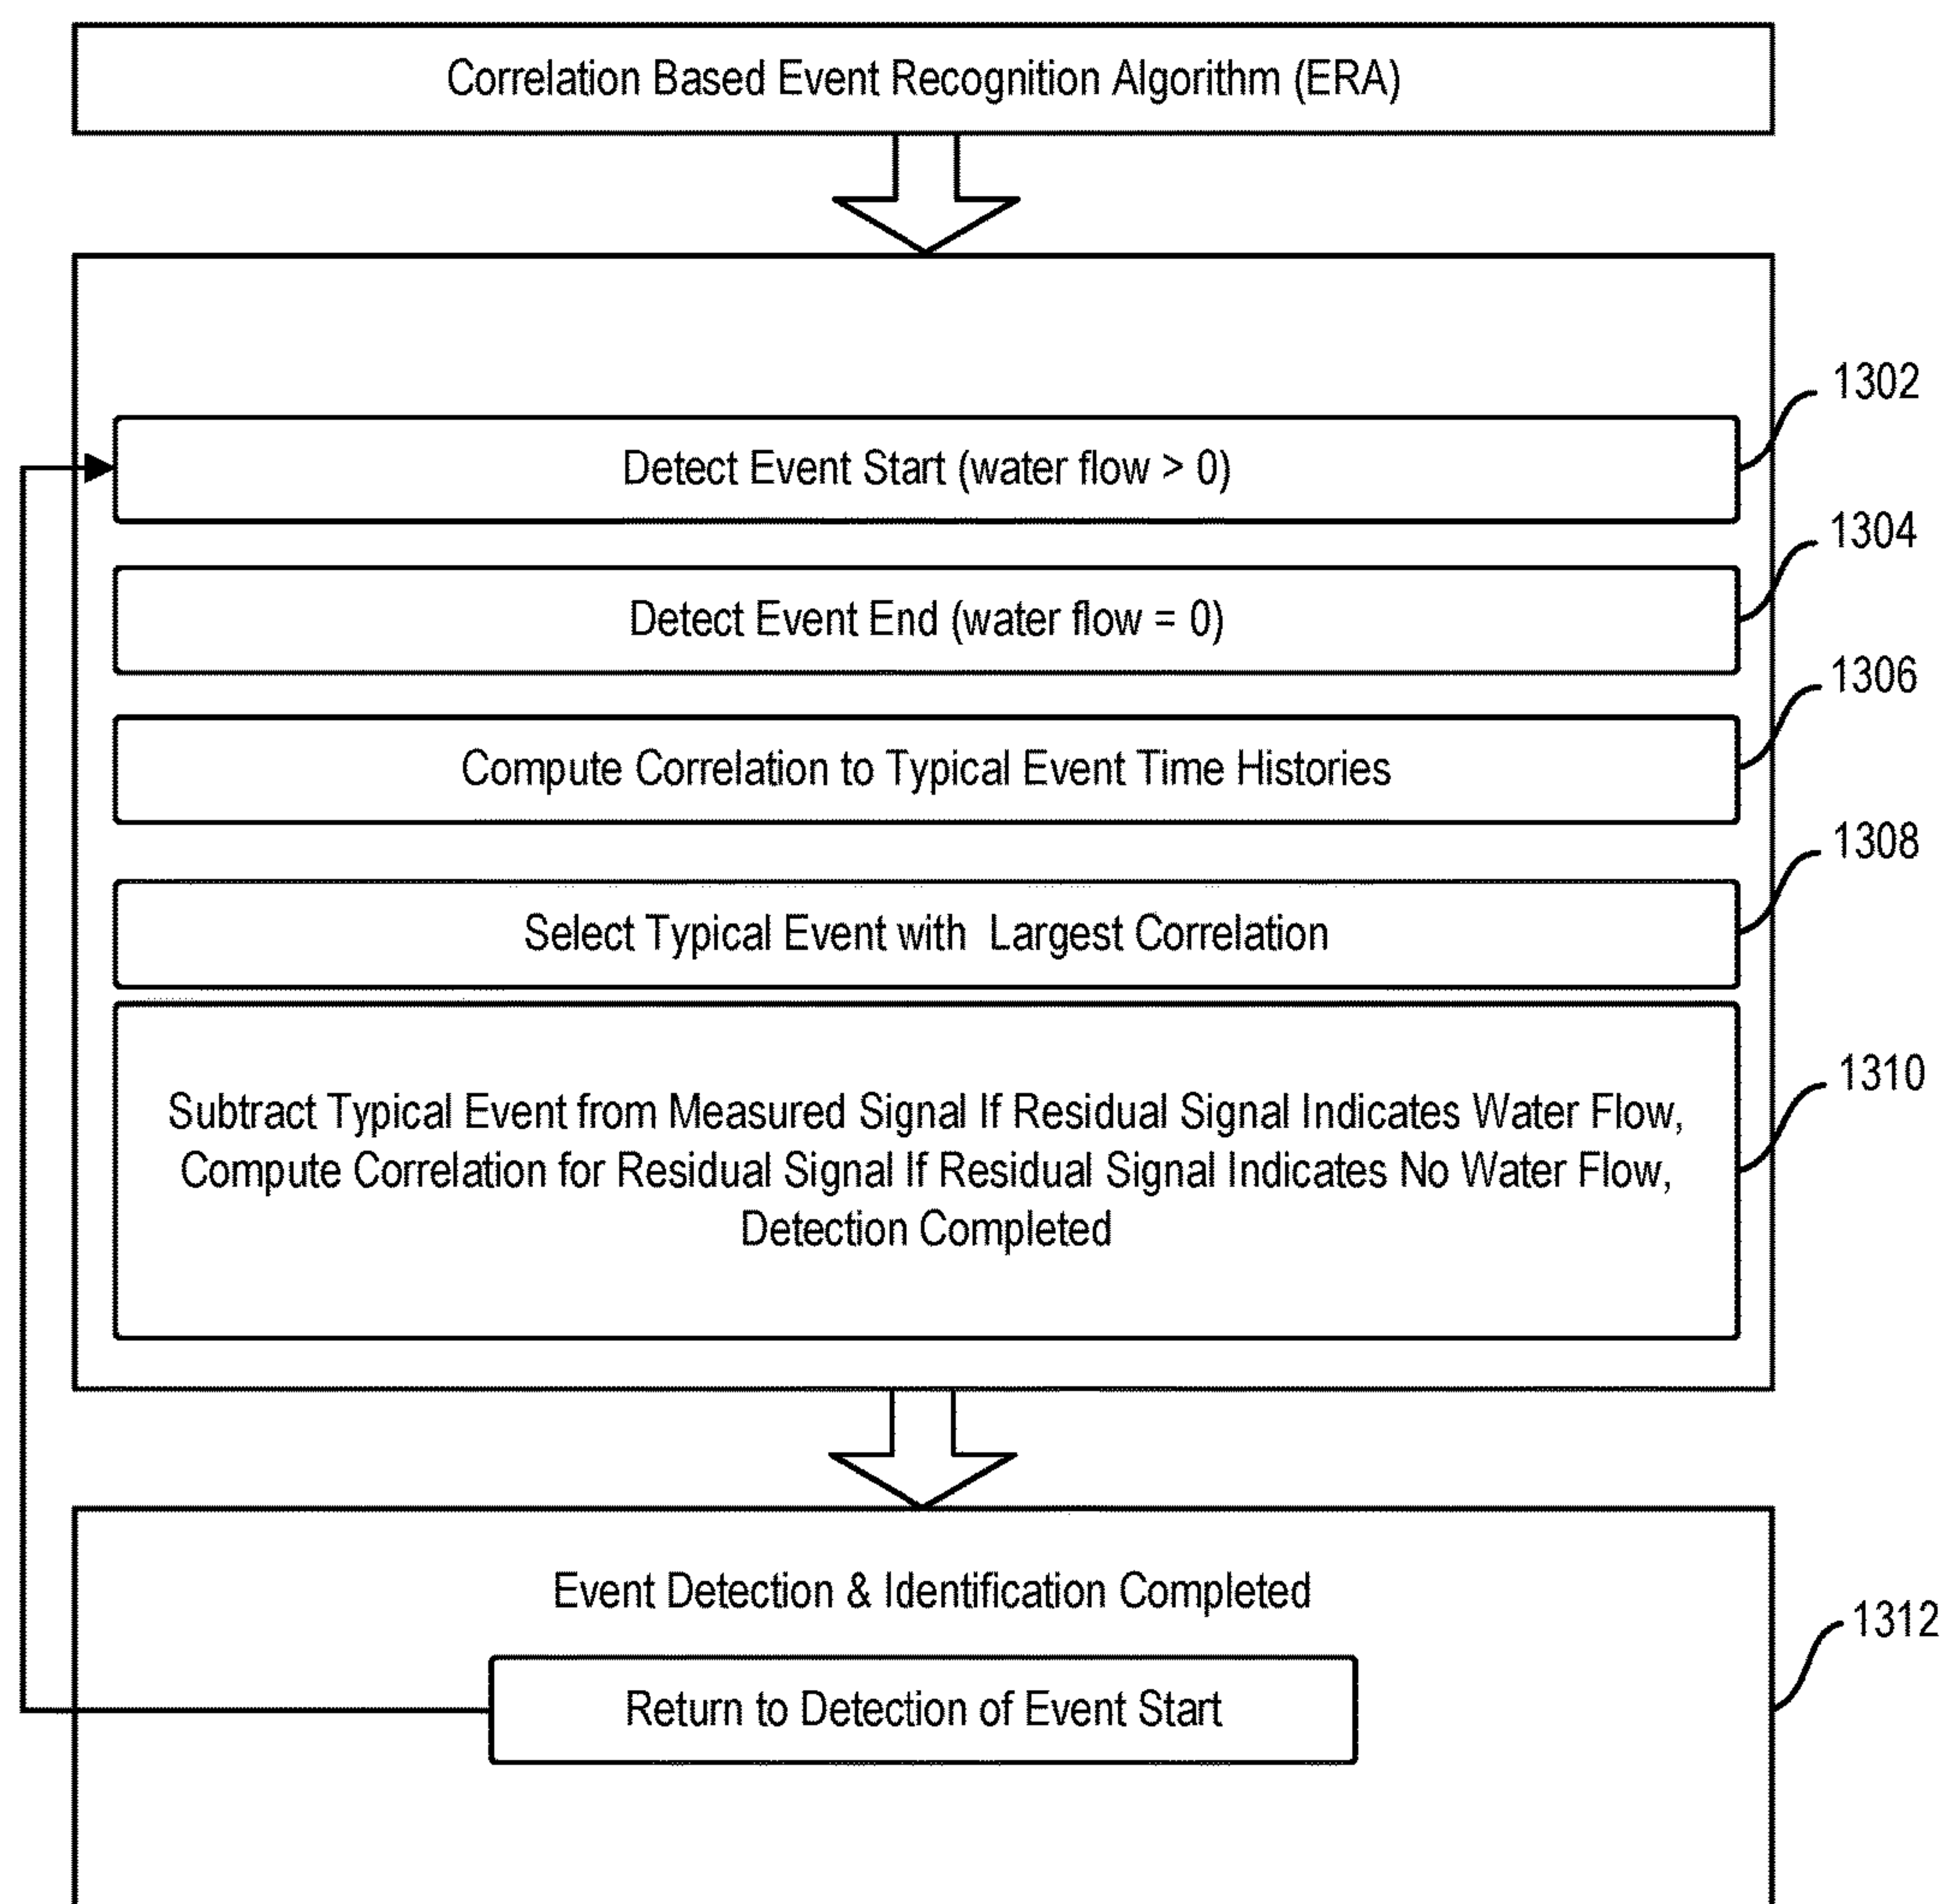 Correlation Based Event Recognition Algorithm (ERA)
1302
Detect Event Start (water flow > 0)
1304
Detect Event End (water flow = 0)
1306
Compute Correlation to Typical Event Time Histories
1308
Select Typical Event with Largest Correlation
1310
Subtract Typical Event from Measured Signal If Residual Signal Indicates Water Flow,
Compute Correlation for Residual Signal If Residual Signal Indicates No Water Flow,
Detection Completed
Event Detection & Identification Completed
1312
Return to Detection of Event Start